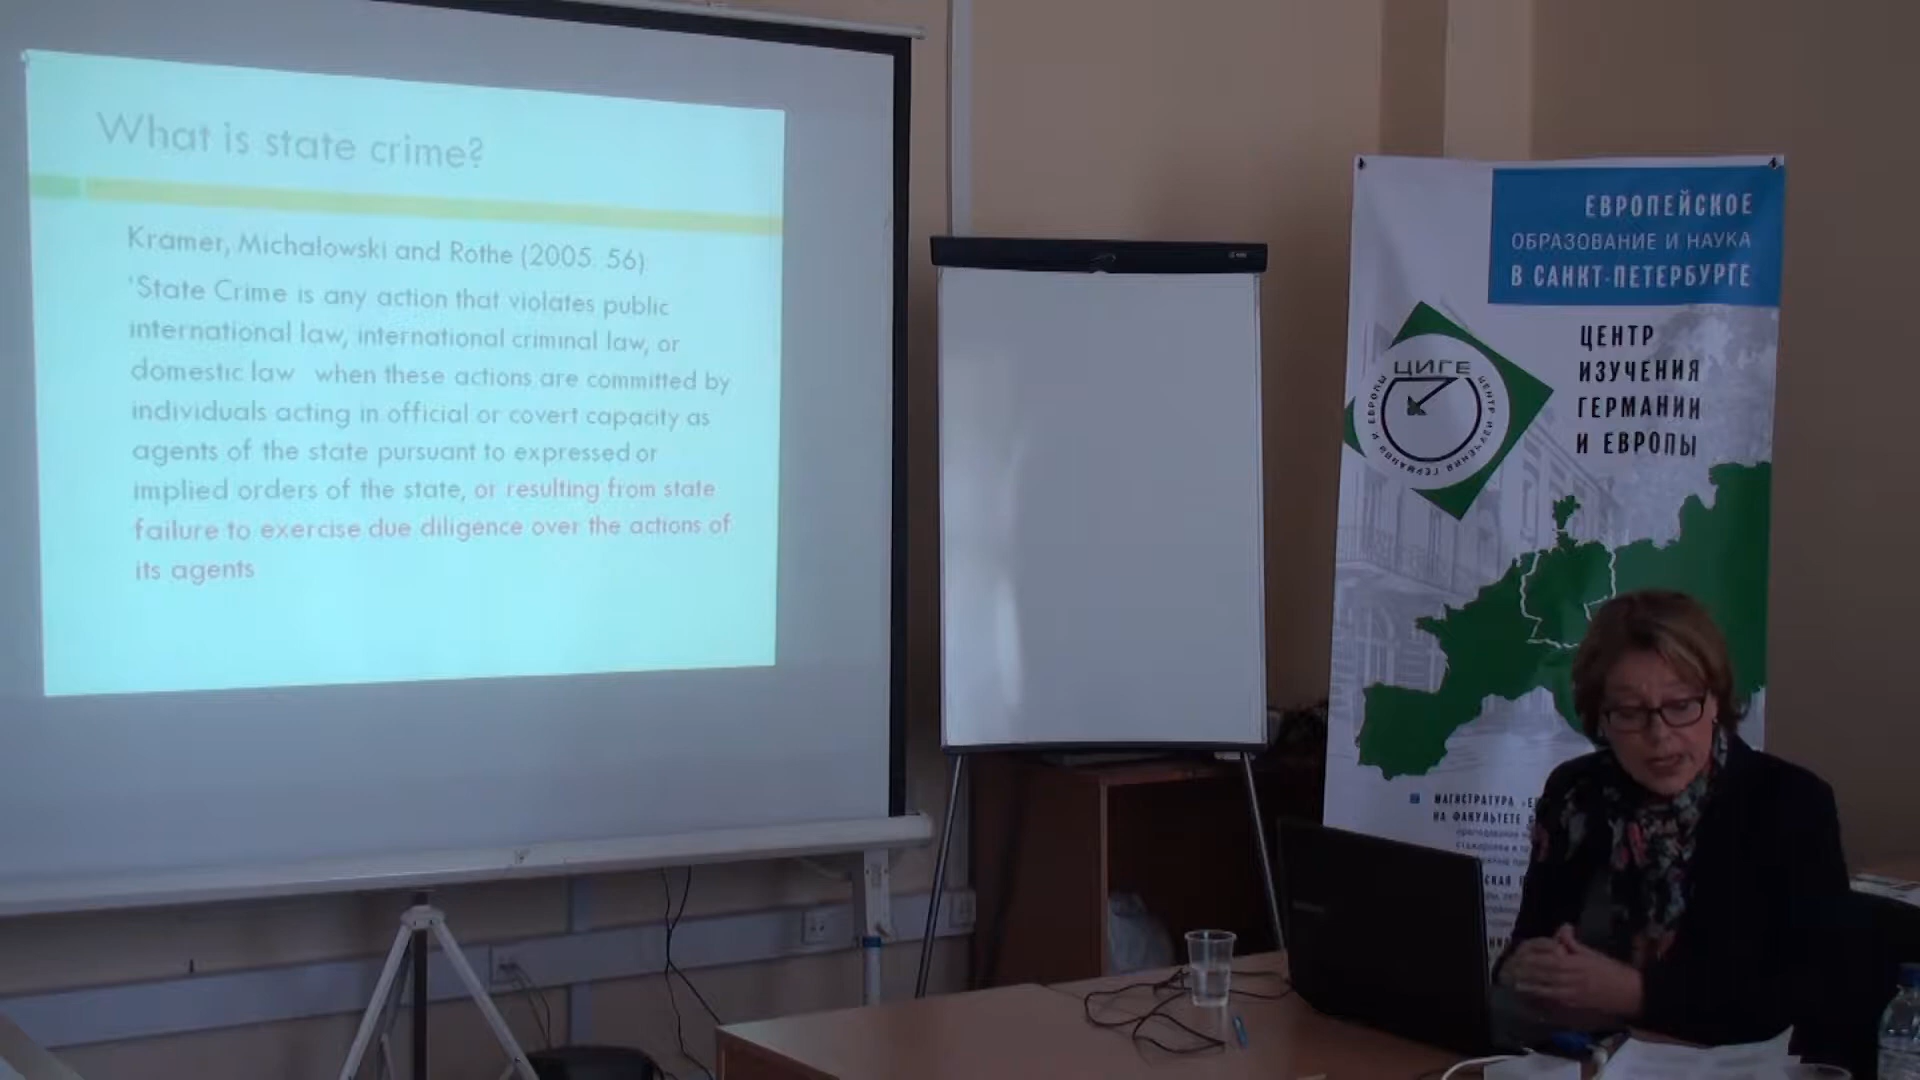 What is state crime?
Kramer, Michalowski and Rothe (2005: 56):
'State Crime is any action that violates public
international law, international criminal law, or
domestic law when these actions are committed by
individuals acting in official or covert capacity as
agents of the state pursuant to expressed or
implied orders of the state, or resulting from state
failure to exercise due diligence over the actions of
its agents
ЕВРОПЕЙСКОЕ
ОБРАЗОВАНИЕ И НАУКА
В САНКТ-ПЕТЕРБУРГЕ
ЦЕНТР
ИЗУЧЕНИЯ
ГЕРМАНИИ
И ЕВРОПЫ
ЦИГЕ
ЦЕНТР ИЗУЧЕНИЯ ГЕРМАНИИ И ЕВРОПЫ
МАГИСТРАТУРА
НА ФАКУЛЬТЕТЕ